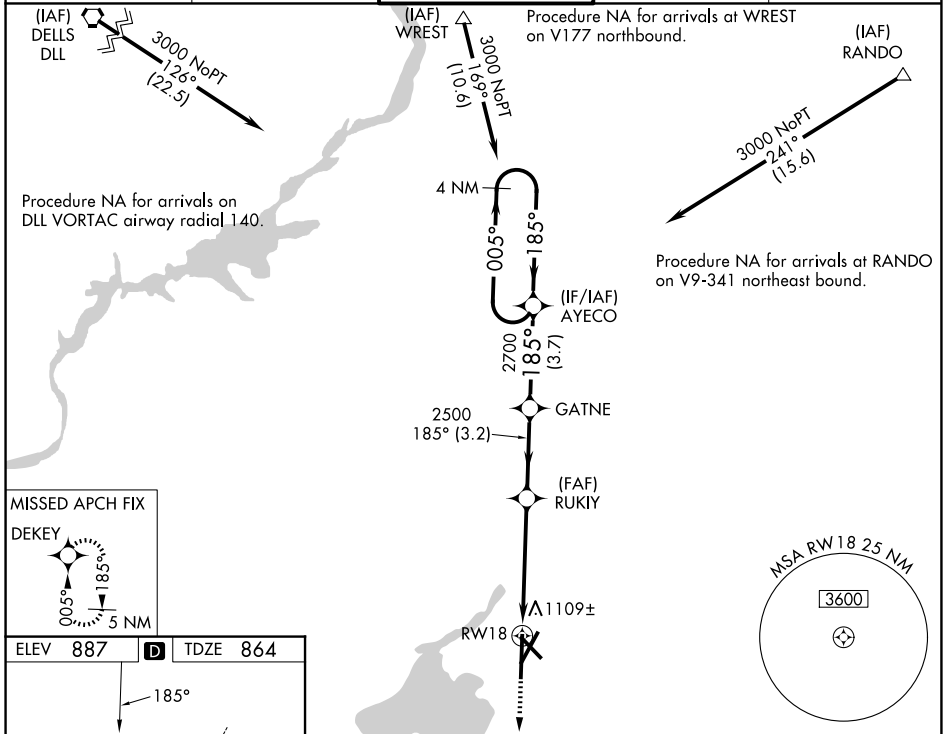 (IAF)
DELLS
DLL
3000 NoPT
126°
(22.5)
(IAF)
WREST
3000 NoPT
169°
(10.6)
Procedure NA for arrivals at WREST
on V177 northbound.
(IAF)
RANDO
3000 NoPT
241°
(15.6)
Procedure NA for arrivals on
DLL VORTAC airway radial 140.
4 NM
005°
185°
Procedure NA for arrivals at RANDO
on V9-341 northeast bound.
(IF/IAF)
AYECO
2700
185°
(3.7)
GATNE
2500
185° (3.2)
(FAF)
RUKIY
MISSED APCH FIX
DEKEY
005°
185°
5 NM
1109±
RW18
MSA RW18 25 NM
3600
ELEV 887 D TDZE 864
185°